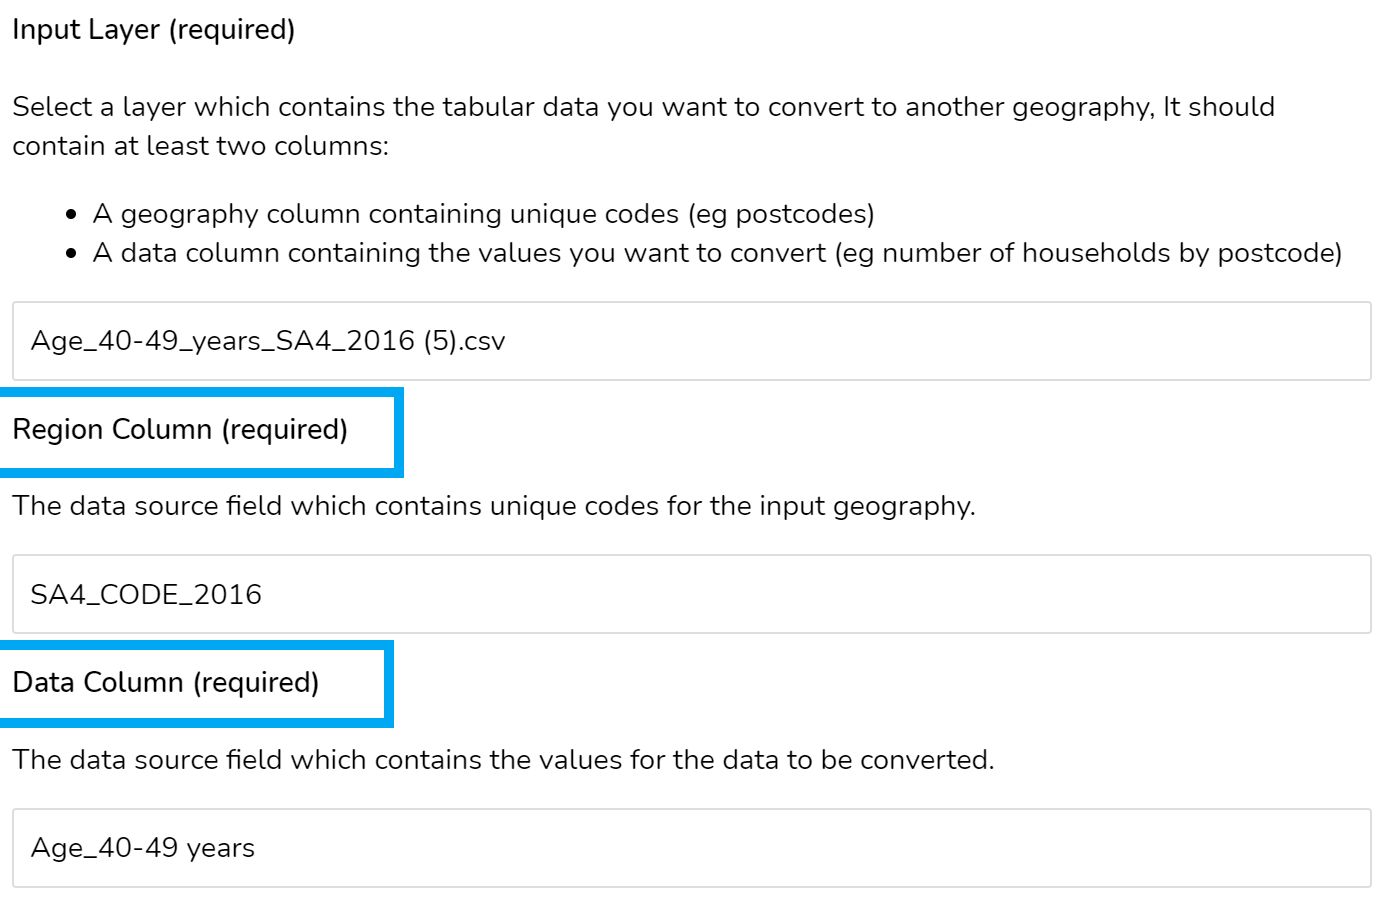 Input Layer (required)
Select a layer which contains the tabular data you want to convert to another geography, It should
contain at least two columns:
• A geography column containing unique codes (eg postcodes)
• A data column containing the values you want to convert (eg number of households by postcode)
Age_40-49_years_SA4_2016 (5).csv
Region Column (required)
The data source field which contains unique codes for the input geography.
SA4_CODE_2016
Data Column (required)
The data source field which contains the values for the data to be converted.
Age_40-49 years